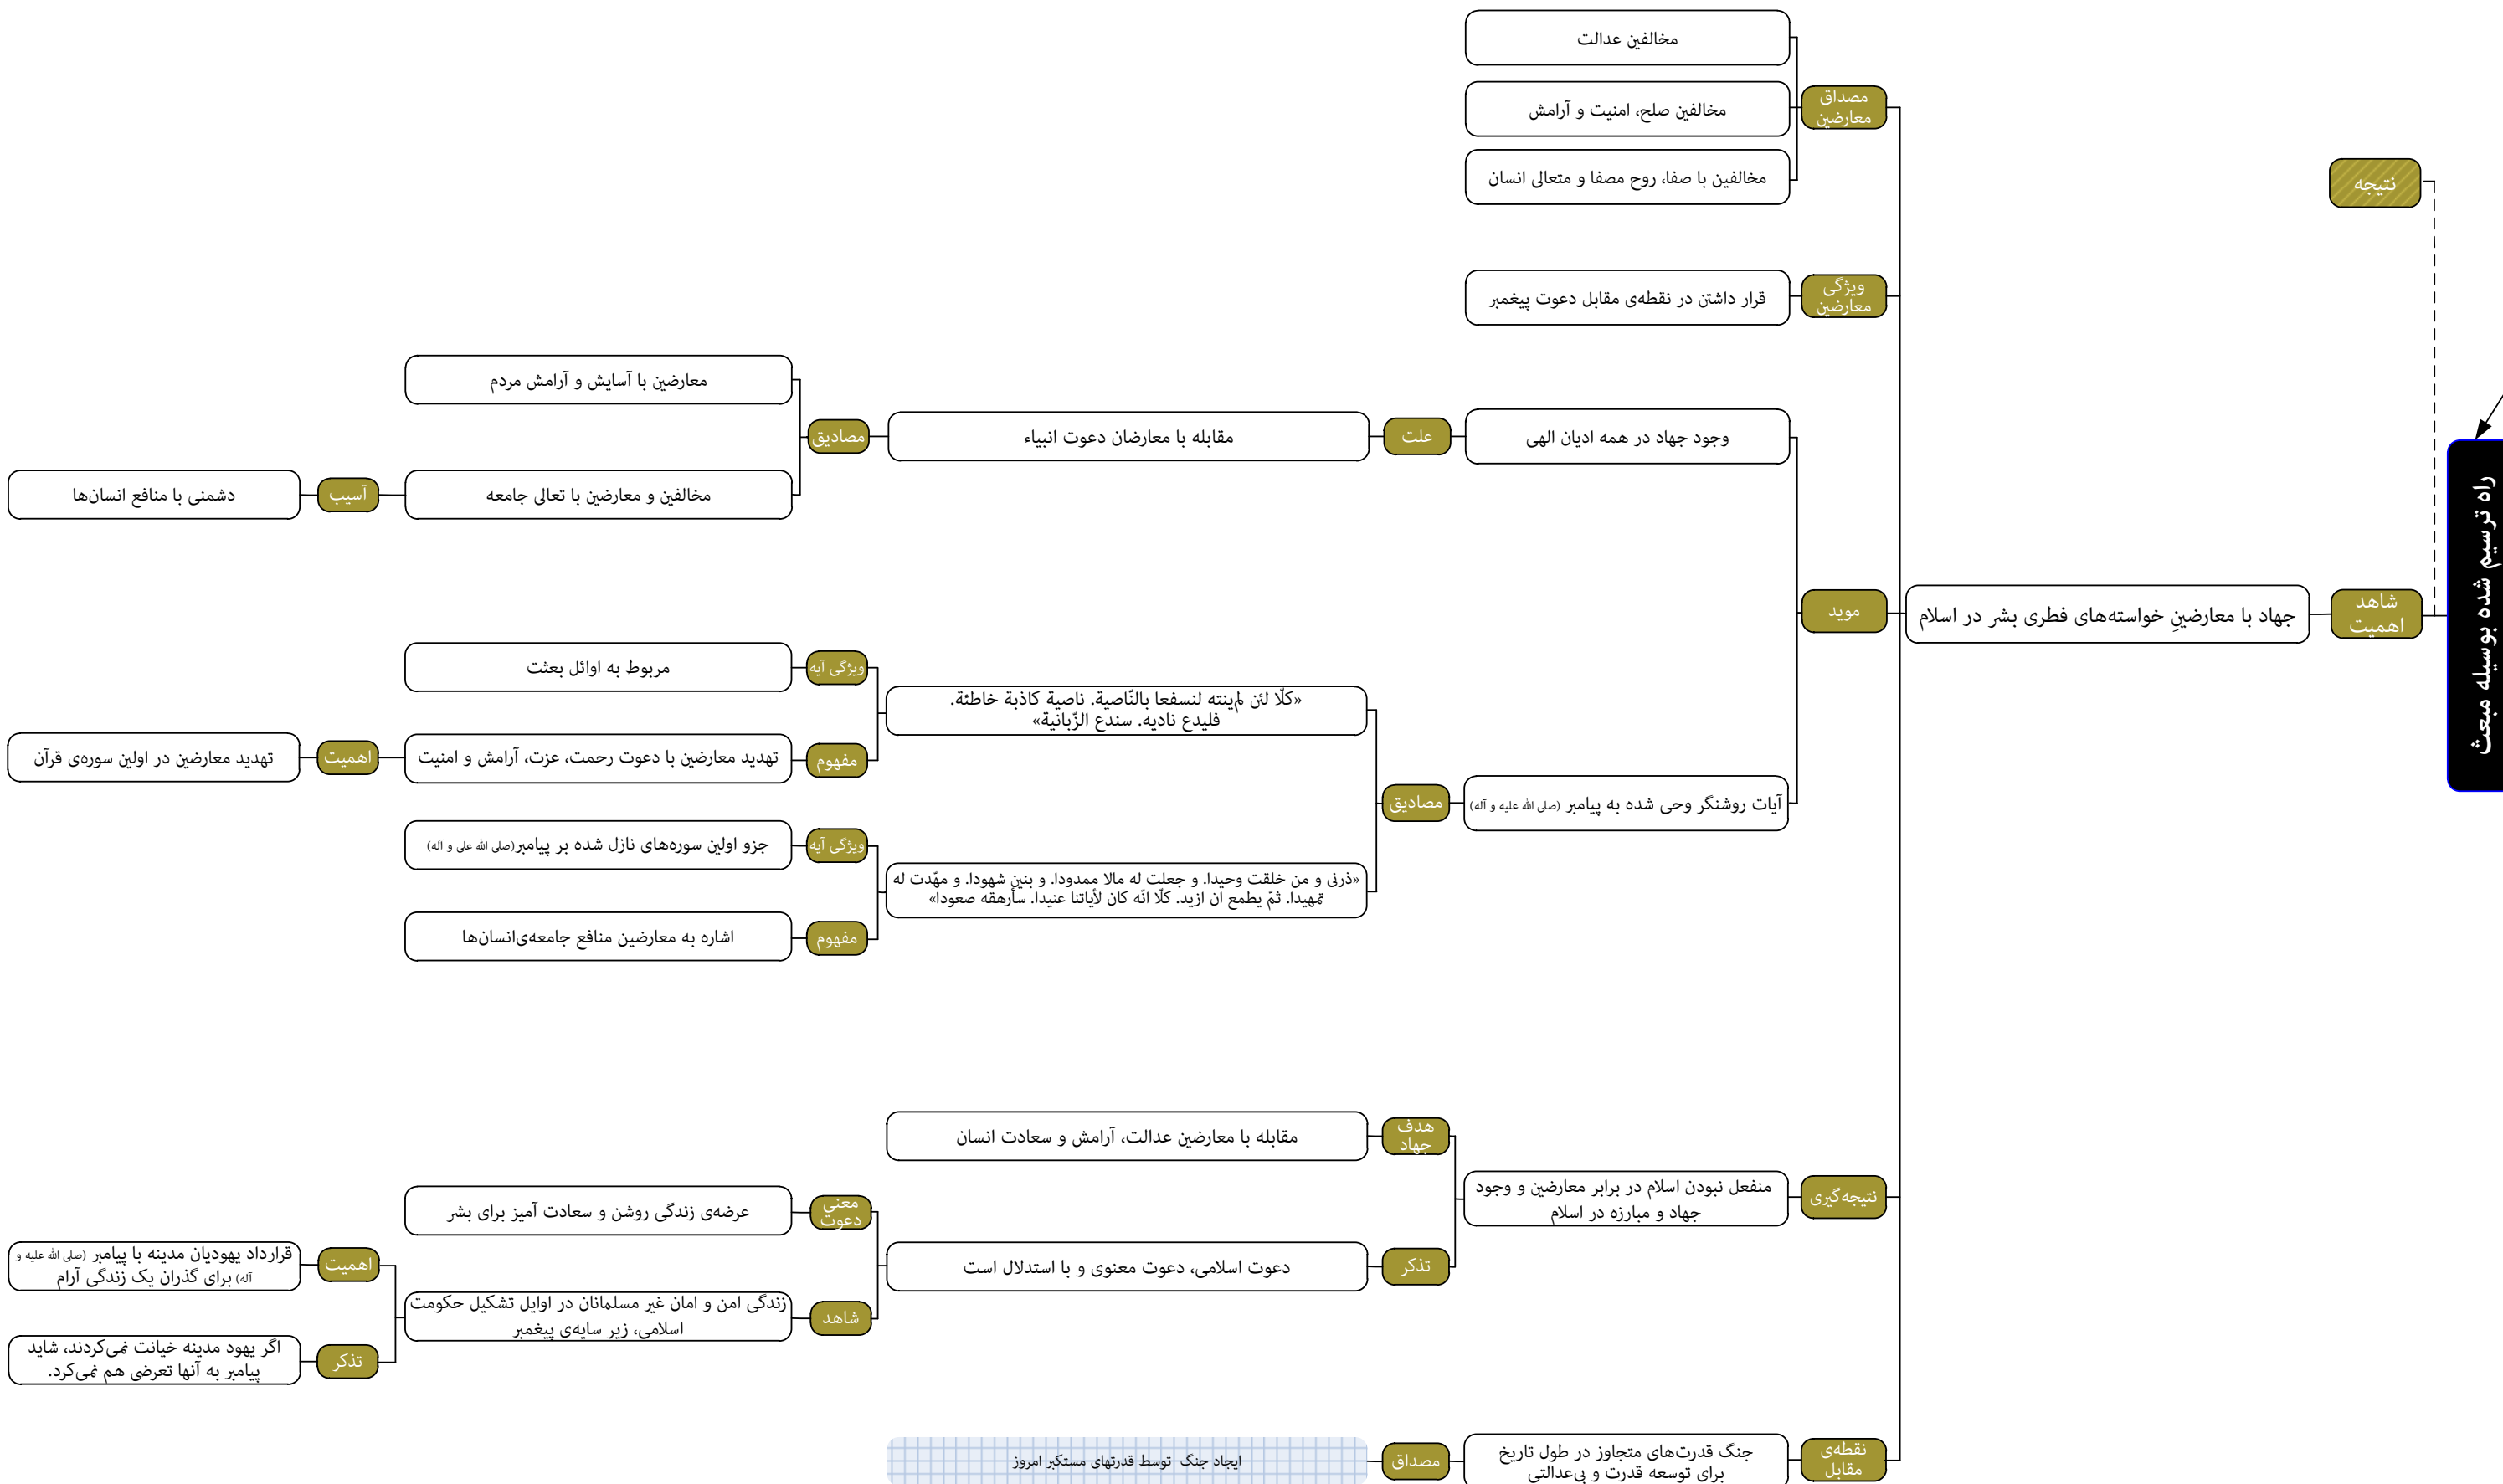 راه ترسیم شده بوسیله مبعث
نتیجه
شاهد
اهمیت
جهاد با معارضینِ خواسته‌های فطری بشر در اسلام
مصداق
معارضین
مخالفین عدالت
مخالفین صلح، امنیت و آرامش
مخالفین با صفا، روح مصفا و متعالی انسان
ویژگی
معارضین
قرار داشتن در نقطه‌ی مقابل دعوت پیغمبر
موید
وجود جهاد در همه ادیان الهی
علت
مقابله با معارضان دعوت انبیاء
مصادیق
معارضین با آسایش و آرامش مردم
مخالفین و معارضین با تعالی جامعه
آسیب
دشمنی با منافع انسان‌ها
آیات روشنگر وحی شده به پیامبر (صلی الله علیه و آله)
مصادیق
«کلّا لئن لم‌ینته لنسفعا بالنّاصیة. ناصیة کاذبة خاطئة.
فلیدع نادیه. سندع الزّبانیة»
ویژگی آیه
مربوط به اوائل بعثت
مفهوم
تهدید معارضین با دعوت رحمت، عزت، آرامش و امنیت
اهمیت
تهدید معارضین در اولین سوره‌ی قرآن
«ذرنی و من خلقت وحیدا. و جعلت له مالا ممدودا. و بنین شهودا. و مهّدت له
تمهیدا. ثمّ یطمع ان ازید. کلّا انّه کان لأیاتنا عنیدا. سأرهقه صعودا»
ویژگی آیه
جزو اولین سوره‌های نازل شده بر پیامبر(صلی الله علی و آله)
مفهوم
اشاره به معارضین منافع جامعه‌ی‌انسان‌ها
نتیجه‌گیری
منفعل نبودن اسلام در برابر معارضین و وجود
جهاد و مبارزه در اسلام
هدف
جهاد
مقابله با معارضین عدالت، آرامش و سعادت انسان
تذکر
دعوت اسلامی، دعوت معنوی و با استدلال است
معنی
دعوت
عرضه‌ی زندگی روشن و سعادت آمیز برای بشر
شاهد
زندگی امن و امان غیر مسلمانان در اوایل تشکیل حکومت
اسلامی، زیر سایه‌ی پیغمبر
اهمیت
قرارداد یهودیان مدینه با پیامبر (صلی الله علیه و
آله) برای گذران یک زندگی آرام
تذکر
اگر یهود مدینه خیانت نمی‌کردند، شاید
پیامبر به آنها تعرضی هم نمی‌کرد.
نقطه‌ی
مقابل
جنگ قدرت‌های متجاوز در طول تاریخ
برای توسعه قدرت و بی‌عدالتی
مصداق
ایجاد جنگ توسط قدرتهای مستکبر امروز